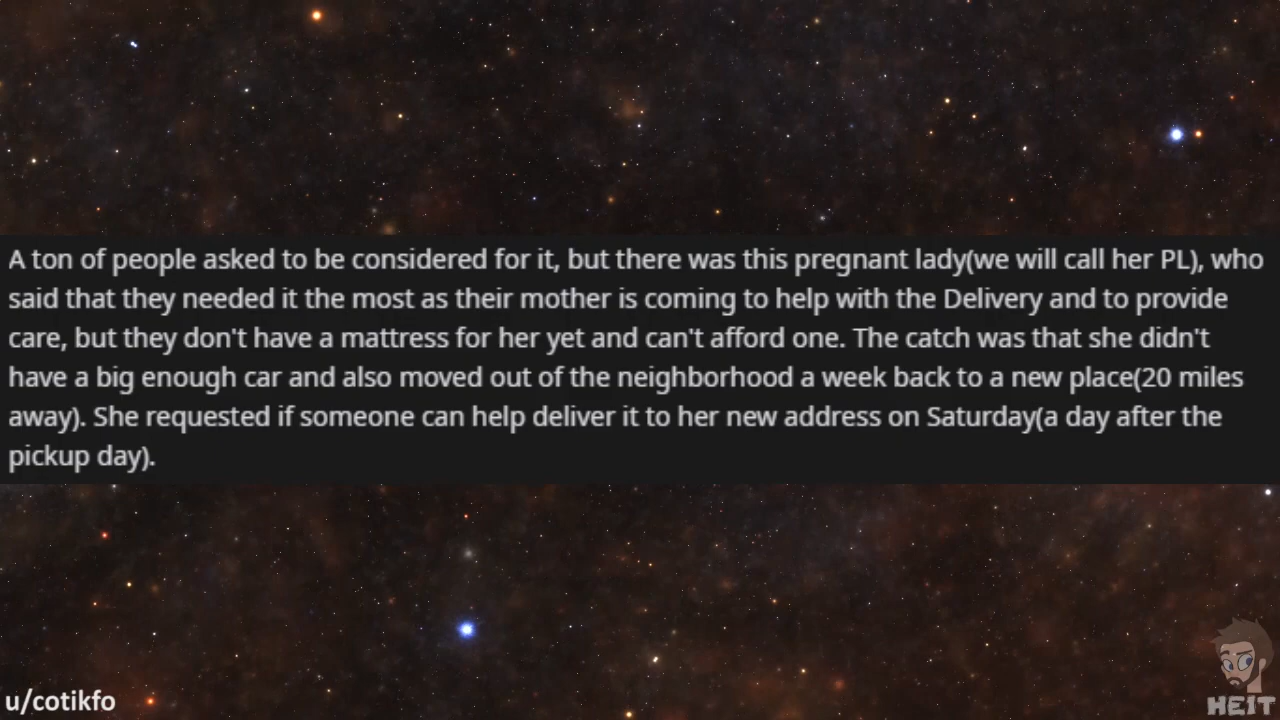 A ton of people asked to be considered for it, but there was this pregnant lady(we will call her PL), who
said that they needed it the most as their mother is coming to help with the Delivery and to provide
care, but they don't have a mattress for her yet and can't afford one. The catch was that she didn't
have a big enough car and also moved out of the neighborhood a week back to a new place(20 miles
away). She requested if someone can help deliver it to her new address on Saturday(a day after the
pickup day).
u/cotikfo
HEIT